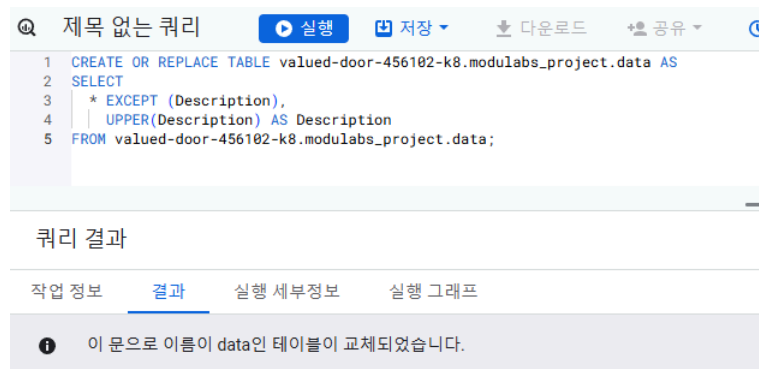 제목 없는 쿼리 실행 저장 다운로드 공유
1 CREATE OR REPLACE TABLE valued-door-456102-k8.modulabs_project.data AS
2 SELECT
3 * EXCEPT (Description),
4 UPPER(Description) AS Description
5 FROM valued-door-456102-k8.modulabs_project.data;
쿼리 결과
작업 정보 결과 실행 세부정보 실행 그래프
이 문으로 이름이 data인 테이블이 교체되었습니다.